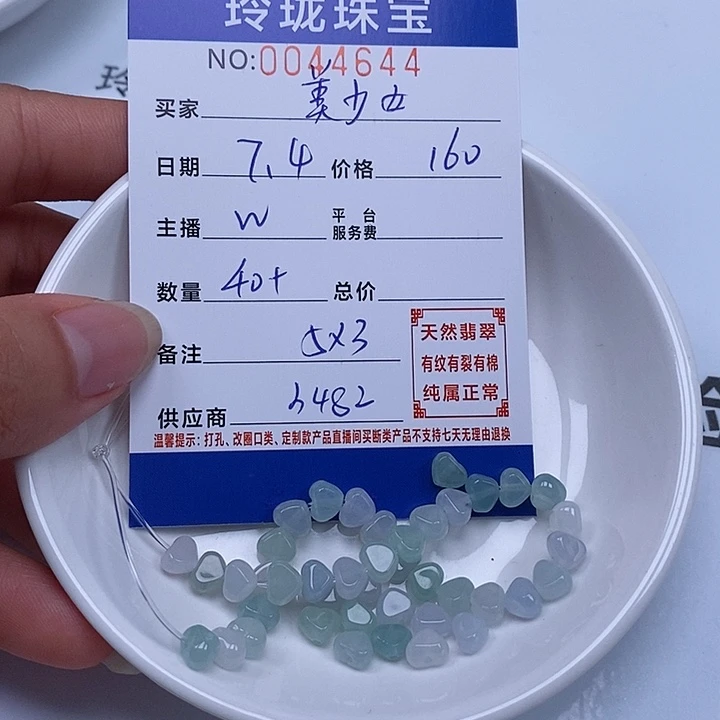 玲珑珠宝
NO:0044644
买家 美少女
日期 7.4 价格 160
主播 W 平台服务费
数量 40+ 总价
备注 5X3
天然翡翠
有纹有裂有棉
纯属正常
供应商 h482
温馨提示：打孔、改圈口类、定制款产品直播间买断类产品不支持七天无理由退换
玲